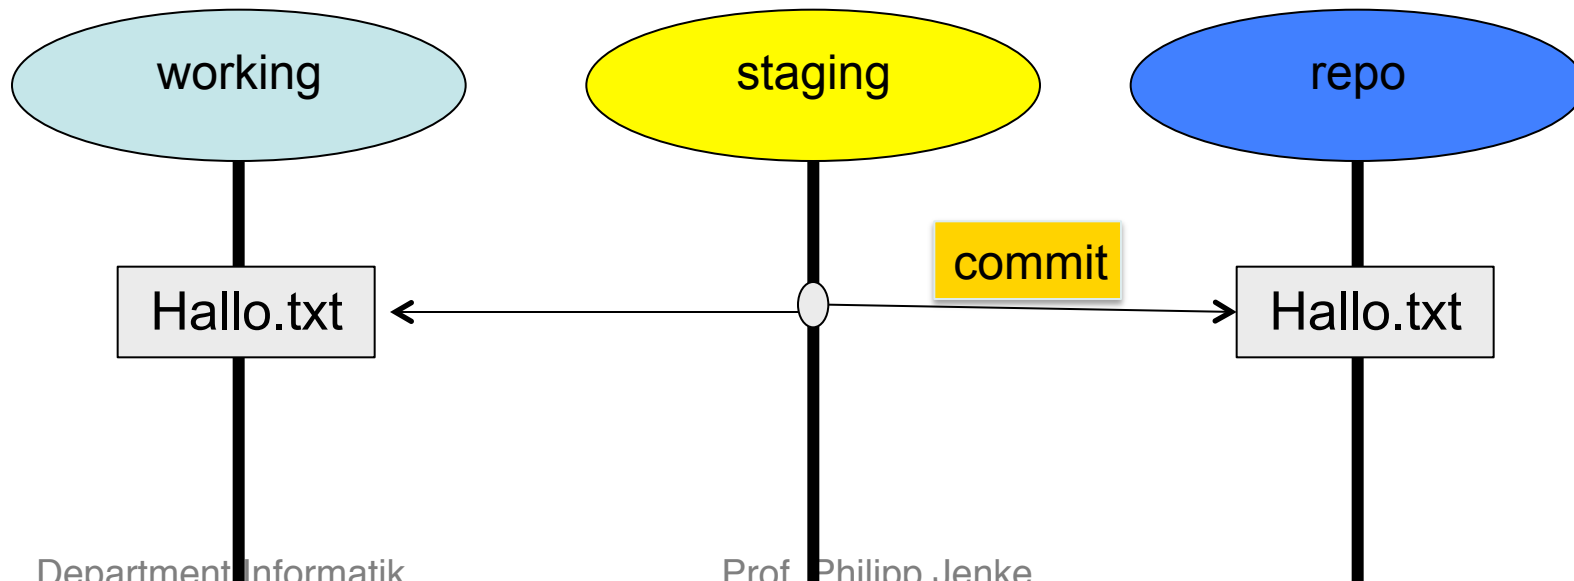 working
staging
repo
commit
Hallo.txt
Hallo.txt
Department Informatik
Prof. Philipp Jenke